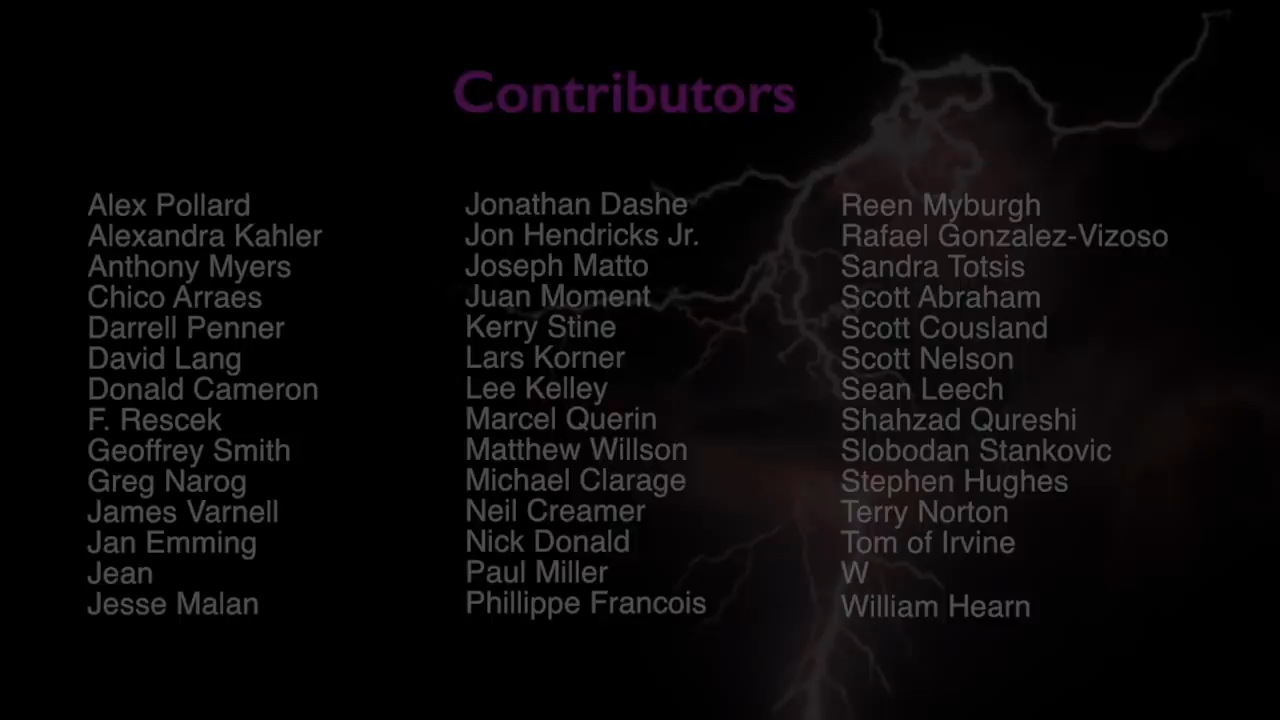 Contributors
Alex Pollard
Alexandra Kahler
Anthony Myers
Chico Arraes
Darrell Penner
David Lang
Donald Cameron
F. Rescek
Geoffrey Smith
Greg Narog
James Varnell
Jan Emming
Jean
Jesse Malan
Jonathan Dashe
Jon Hendricks Jr.
Joseph Matto
Juan Moment
Kerry Stine
Lars Korner
Lee Kelley
Marcel Querin
Matthew Willson
Michael Clarage
Neil Creamer
Nick Donald
Paul Miller
Phillippe Francois
Reen Myburgh
Rafael Gonzalez-Vizoso
Sandra Totsis
Scott Abraham
Scott Cousland
Scott Nelson
Sean Leech
Shahzad Qureshi
Slobodan Stankovic
Stephen Hughes
Terry Norton
Tom of Irvine
W
William Hearn